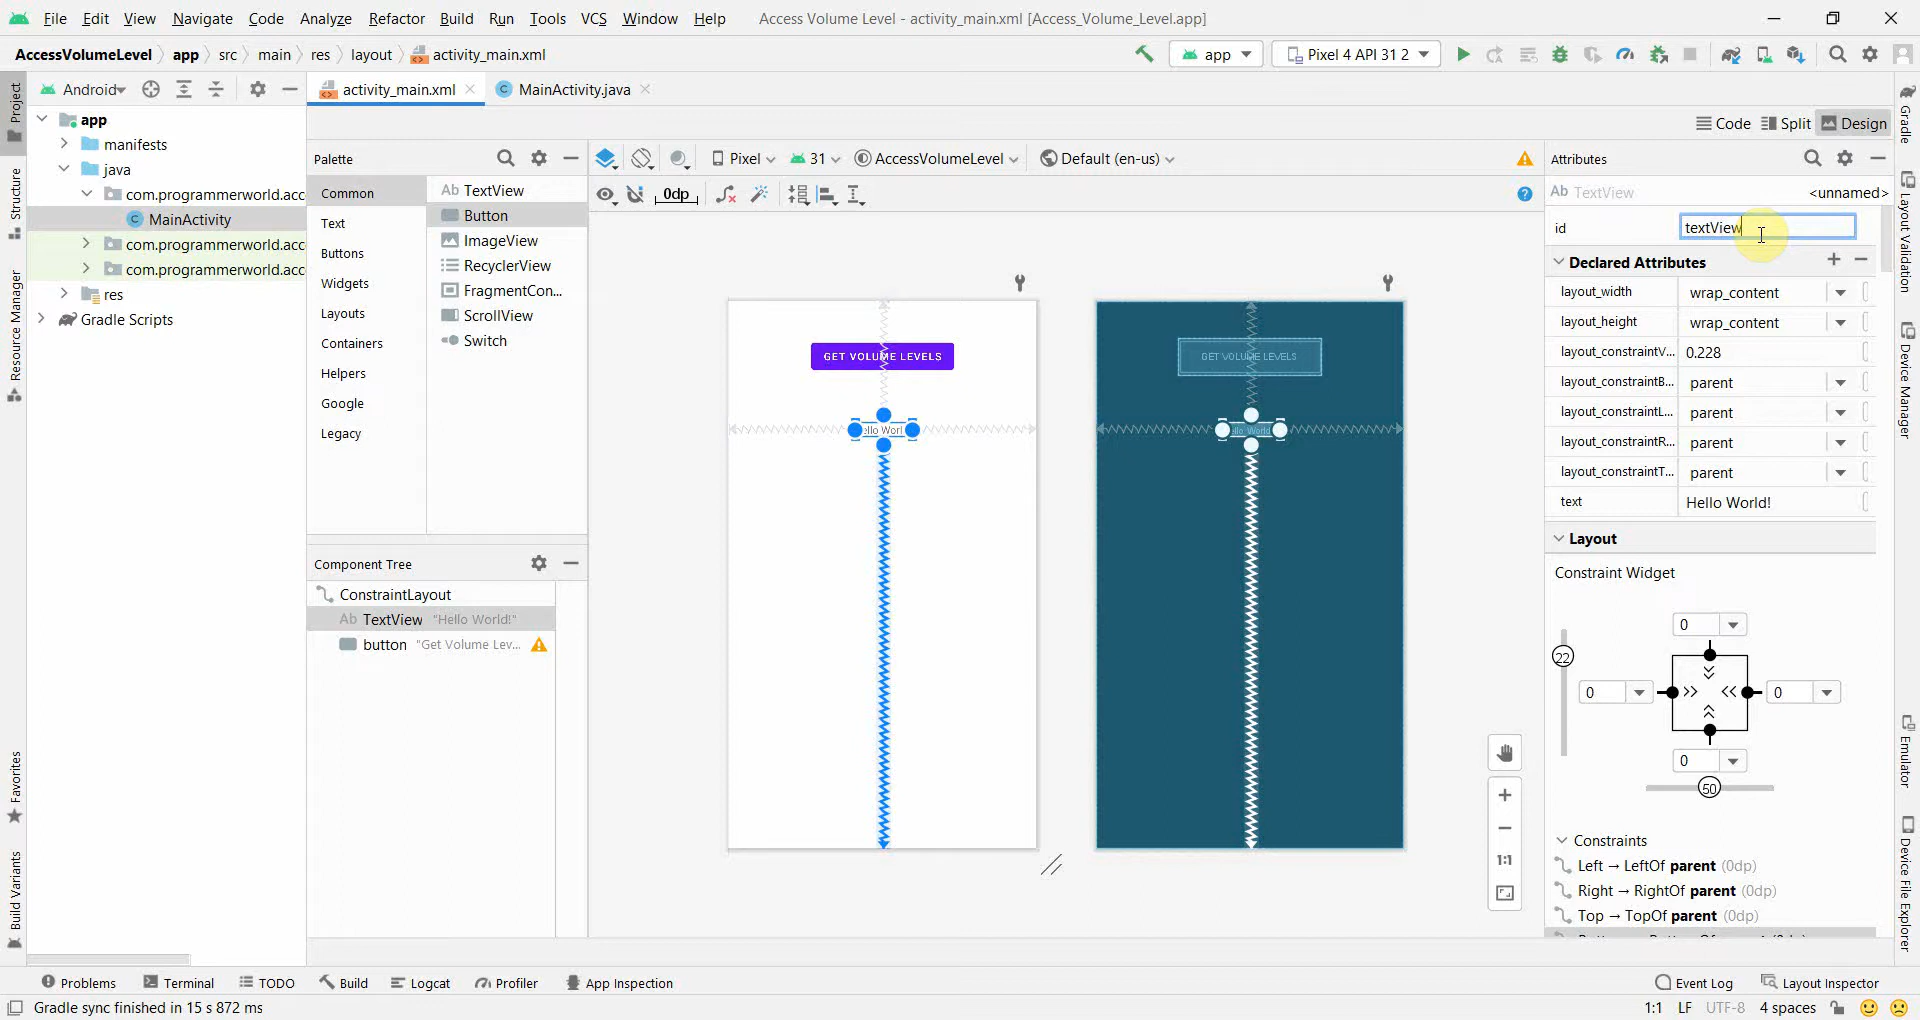 File Edit View Navigate Code Analyze Refactor Build Run Tools VCS Window Help Access Volume Level - activity_main.xml [Access_Volume_Level.app]
AccessVolumeLevel app src main res layout activity_main.xml app Pixel 4 API 31 2
Android activity_main.xml MainActivity.java
Code Split Design
Project
Structure
Resource Manager
Favorites
Build Variants
app
manifests
java
com.programmerworld.acc
MainActivity
com.programmerworld.acc
com.programmerworld.acc
res
Gradle Scripts
Palette
Common
Text
Buttons
Widgets
Layouts
Containers
Helpers
Google
Legacy
Ab TextView
Button
ImageView
RecyclerView
FragmentCon...
ScrollView
Switch
Component Tree
ConstraintLayout
Ab TextView "Hello World!"
button "Get Volume Lev...
Pixel 31 AccessVolumeLevel Default (en-us)
0dp
GET VOLUME LEVELS
GET VOLUME LEVELS
1:1
Attributes
Ab TextView <unnamed>
id textView
Declared Attributes
layout_width wrap_content
layout_height wrap_content
layout_constraintV... 0.228
layout_constraintB... parent
layout_constraintL... parent
layout_constraintR... parent
layout_constraintT... parent
text Hello World!
Layout
Constraint Widget
0
22
0 0
0
50
Constraints
Left → LeftOf parent (0dp)
Right → RightOf parent (0dp)
Top → TopOf parent (0dp)
Gradle
Layout Validation
Device Manager
Emulator
Device File Explorer
Problems Terminal TODO Build Logcat Profiler App Inspection Event Log Layout Inspector
Gradle sync finished in 15 s 872 ms 1:1 LF UTF-8 4 spaces